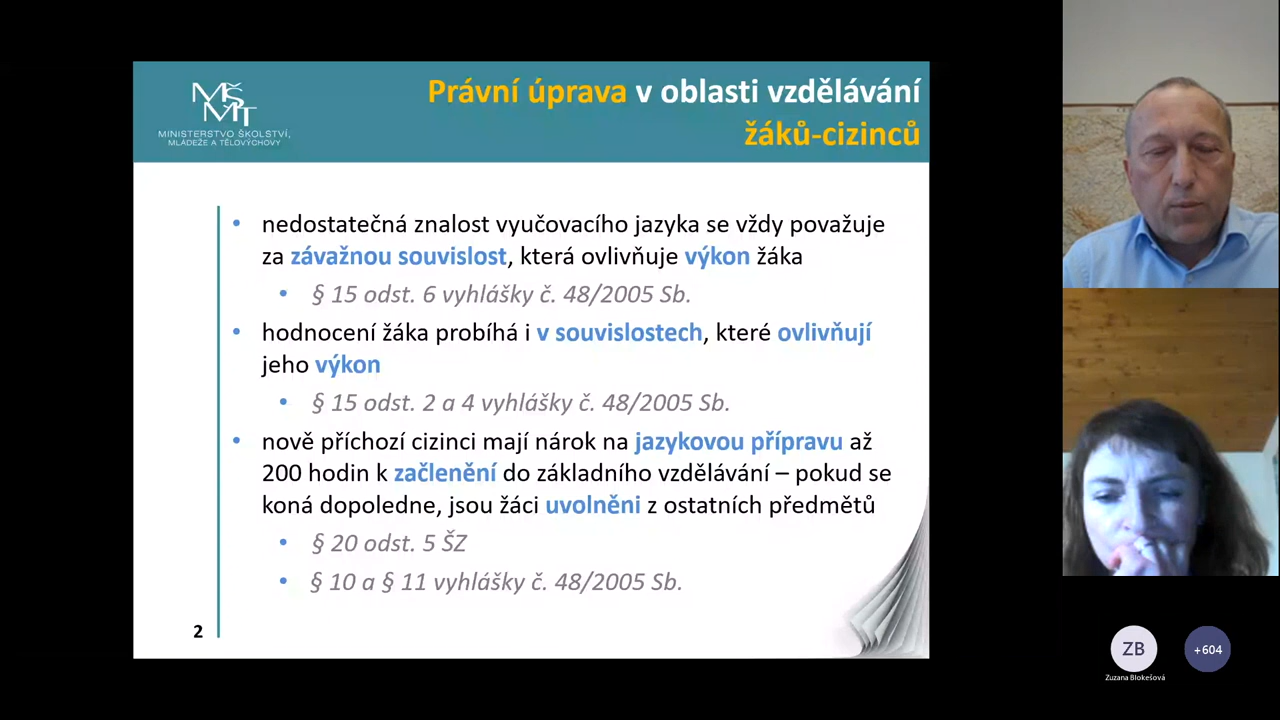 MŠMT
MINISTERSTVO ŠKOLSTVÍ,
MLÁDEŽE A TĚLOVÝCHOVY
Právní úprava v oblasti vzdělávání
žáků-cizinců
• nedostatečná znalost vyučovacího jazyka se vždy považuje
za závažnou souvislost, která ovlivňuje výkon žáka
• § 15 odst. 6 vyhlášky č. 48/2005 Sb.
• hodnocení žáka probíhá i v souvislostech, které ovlivňují
jeho výkon
• § 15 odst. 2 a 4 vyhlášky č. 48/2005 Sb.
• nově příchozí cizinci mají nárok na jazykovou přípravu až
200 hodin k začlenění do základního vzdělávání – pokud se
koná dopoledne, jsou žáci uvolněni z ostatních předmětů
• § 20 odst. 5 ŠZ
• § 10 a § 11 vyhlášky č. 48/2005 Sb.
2
ZB
Zuzana Blokešová
+604